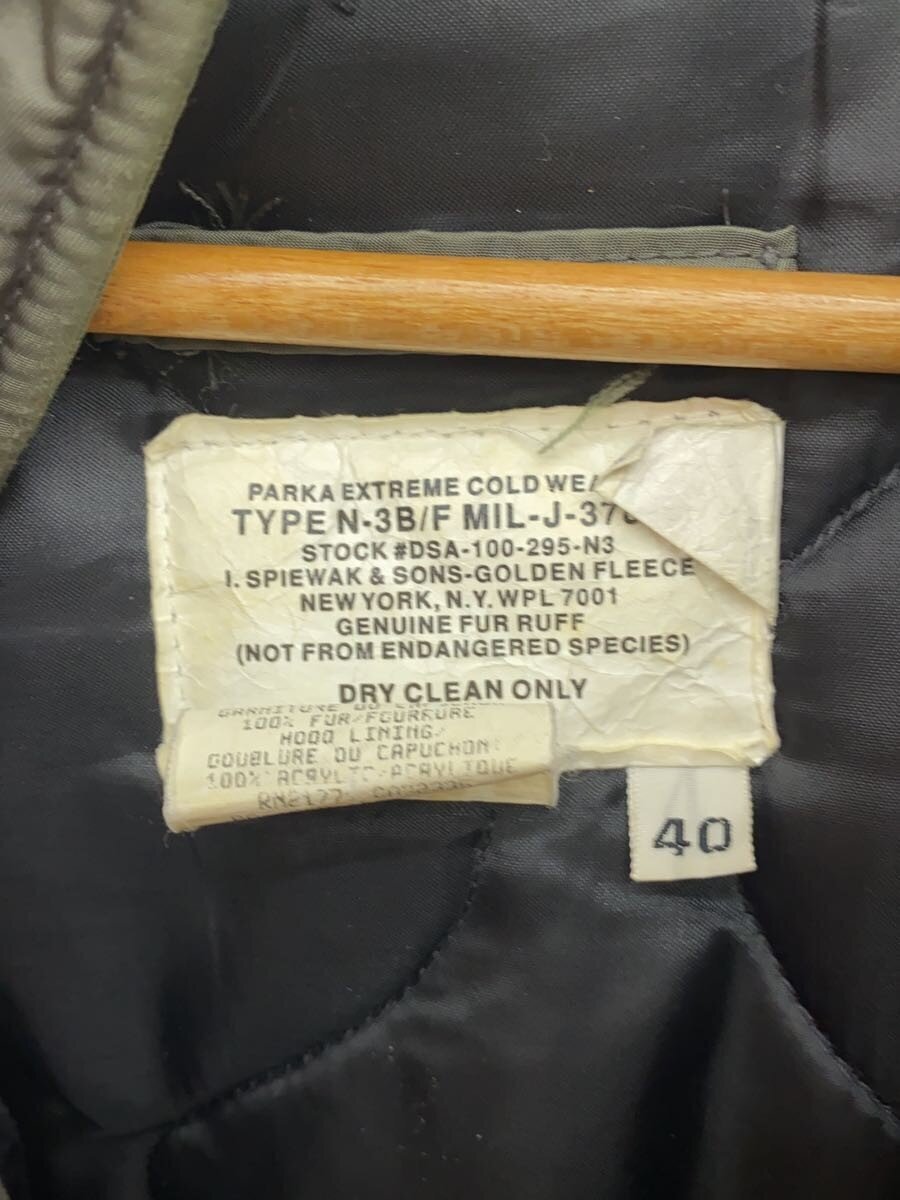 PARKA EXTREME COLD
TYPE N-3B/F MIL-J-
STOCK #DSA-100-295-N3
I. SPIEWAK & SONS-GOLDEN FLEECE
NEW YORK, N.Y. WPL 7001
GENUINE FUR RUFF
(NOT FROM ENDANGERED SPECIES)
DRY CLEAN ONLY
100% FUR/FOURRURE
HOOD LINING/
DOUBLURE DU CAPUCHON:
100% ACRYLIC/ACRYLIQUE
40